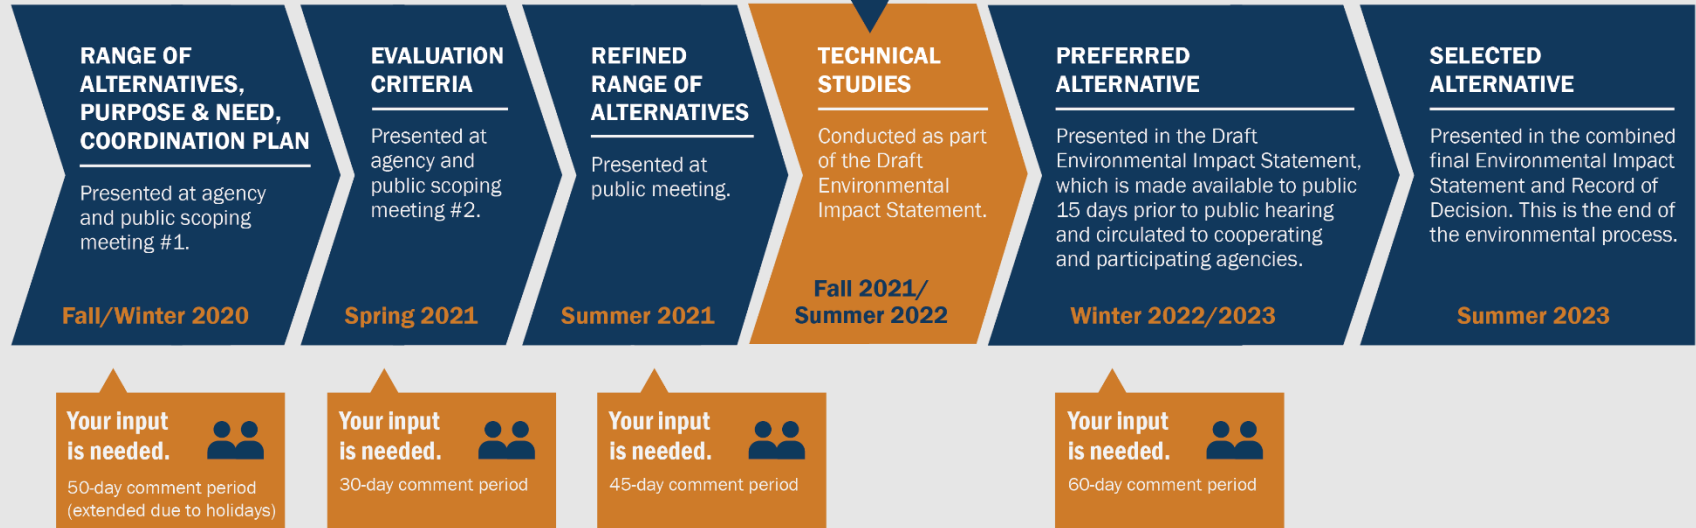 RANGE OF
ALTERNATIVES,
PURPOSE & NEED,
COORDINATION PLAN
Presented at agency
and public scoping
meeting #1.
Fall/Winter 2020
EVALUATION
CRITERIA
Presented at
agency and
public scoping
meeting #2.
Spring 2021
REFINED
RANGE OF
ALTERNATIVES
Presented at
public meeting.
Summer 2021
TECHNICAL
STUDIES
Conducted as part
of the Draft
Environmental
Impact Statement.
Fall 2021/
Summer 2022
PREFERRED
ALTERNATIVE
Presented in the Draft
Environmental Impact Statement,
which is made available to public
15 days prior to public hearing
and circulated to cooperating
and participating agencies.
Winter 2022/2023
SELECTED
ALTERNATIVE
Presented in the combined
final Environmental Impact
Statement and Record of
Decision. This is the end of
the environmental process.
Summer 2023
Your input
is needed.
50-day comment period
(extended due to holidays)
Your input
is needed.
30-day comment period
Your input
is needed.
45-day comment period
Your input
is needed.
60-day comment period